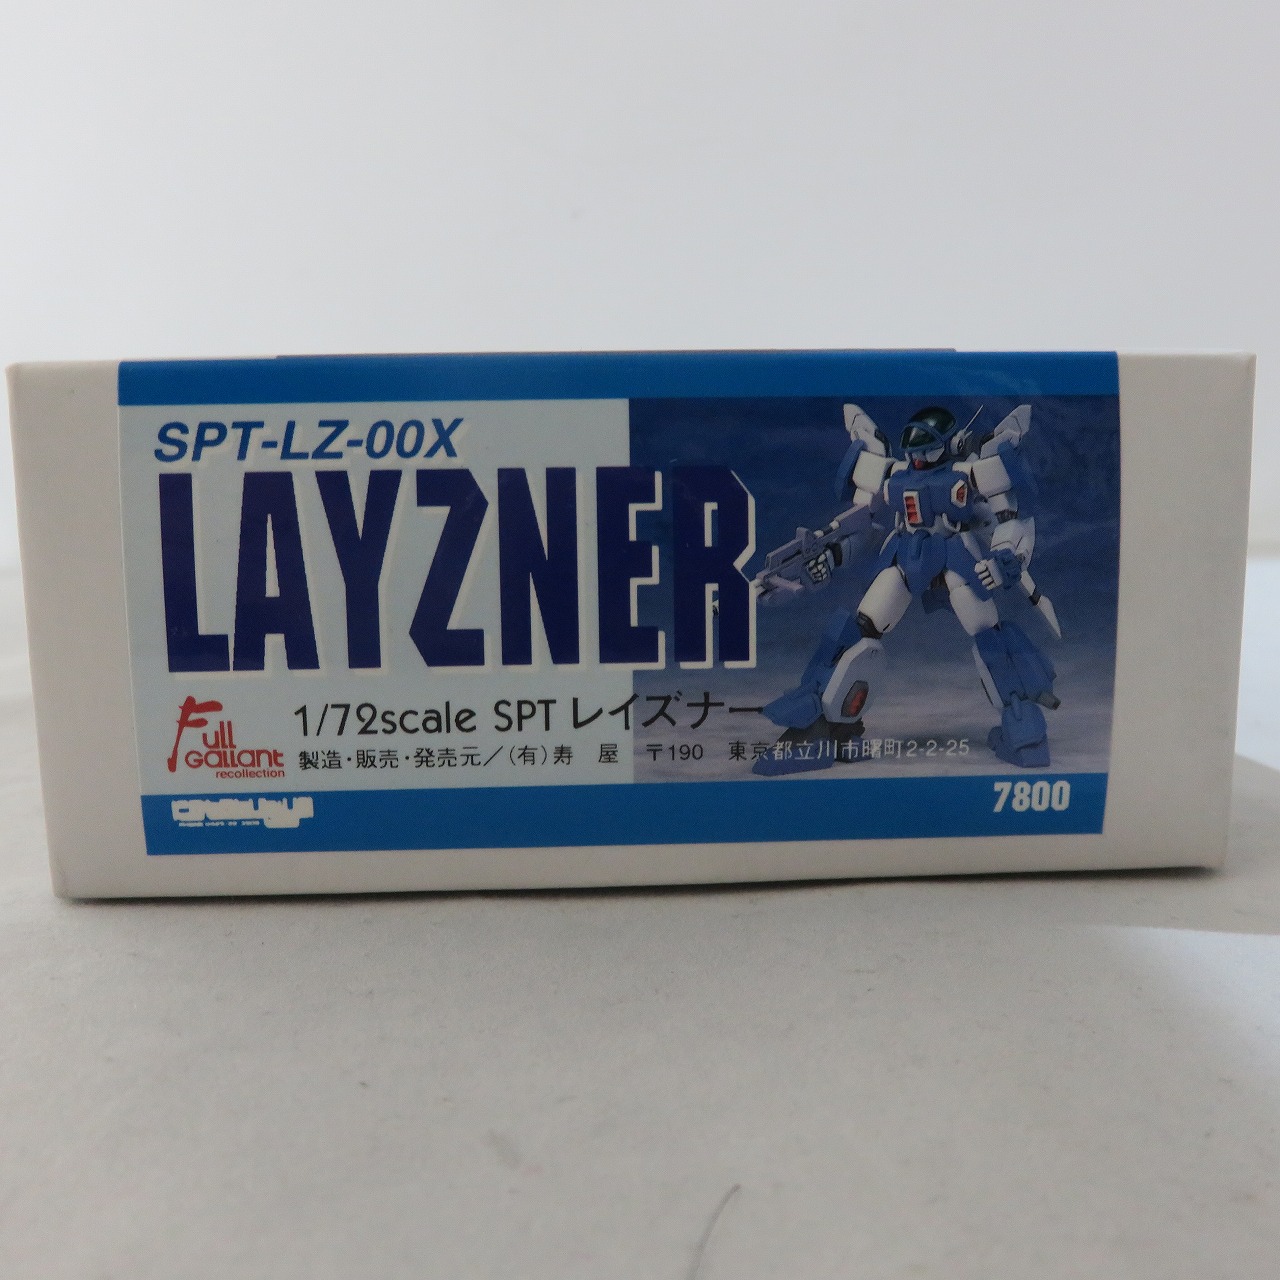 SPT-LZ-00X
LAYZNER
Full Gallant recollection
1/72scale SPT レイズナー
製造・販売・発売元／(有)寿 屋 〒190 東京都立川市曙町2-2-25
7800